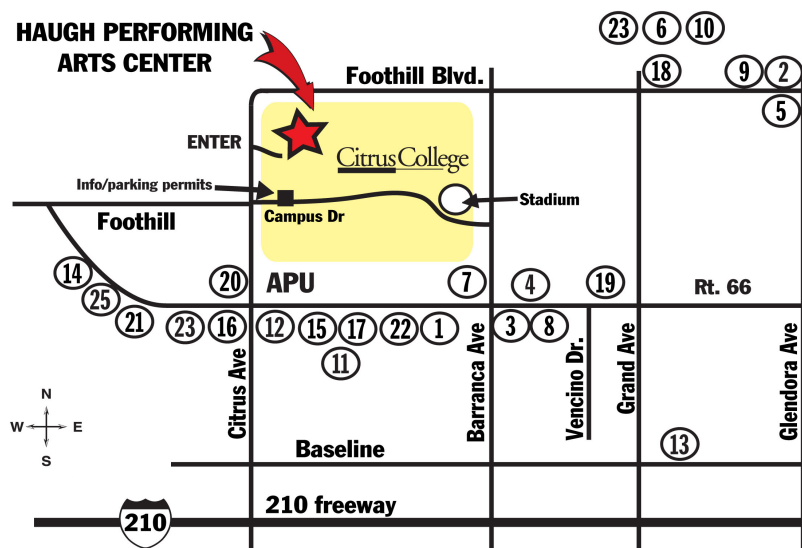 HAUGH PERFORMING
ARTS CENTER
23 6 10
Foothill Blvd.
18 9 2
5
ENTER
Citrus College
Info/parking permits
Stadium
Foothill
Campus Dr
14
25
21
20
APU
7
4
19
Rt. 66
23 16 12 15 17 22 1 3 8
11
Citrus Ave
Barranca Ave
Vencino Dr.
Grand Ave
Glendora Ave
N
W E
S
Baseline
13
210 freeway
210